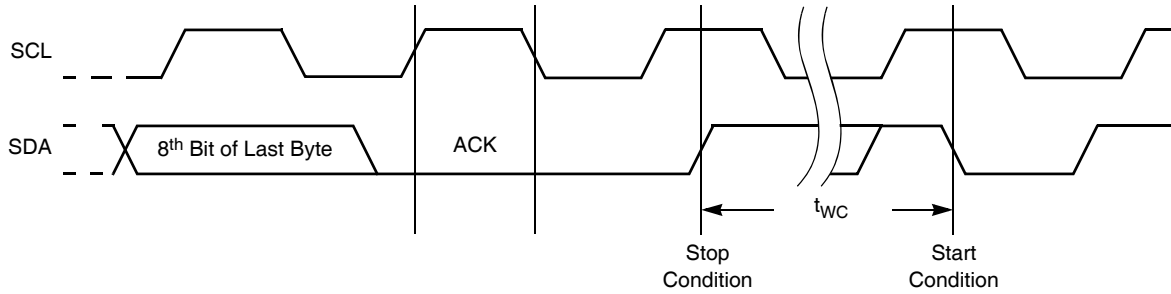 SCL
SDA
8th Bit of Last Byte
ACK
tWC
Stop
Condition
Start
Condition